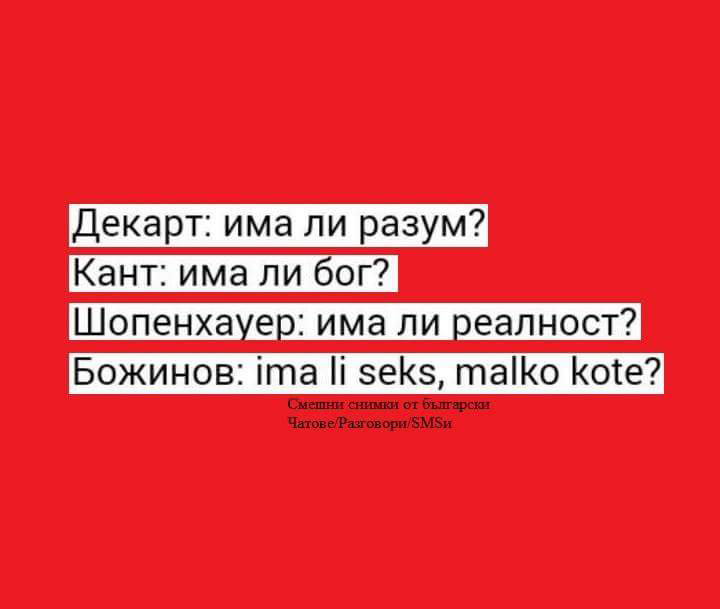 Декарт: има ли разум?
Кант: има ли бог?
Шопенхауер: има ли реалност?
Божинов: ima li seks, malko kote?
Смешни снимки от български
Чатове/Разговори/SMSи